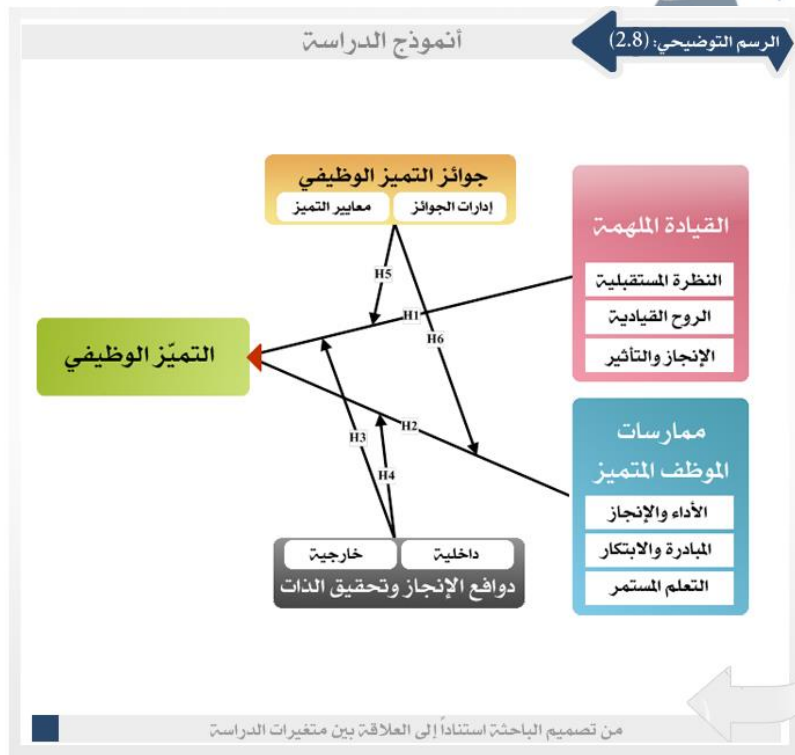 الرسم التوضيحي: (2.8)
أنموذج الدراسة
جوائز التميز الوظيفي
إدارات الجوائز
معايير التميز
القيادة الملهمة
النظرة المستقبلية
الروح القيادية
الإنجاز والتأثير
H5
H1
H6
التميّز الوظيفي
H2
H3
H4
ممارسات
الموظف المتميز
الأداء والإنجاز
المبادرة والابتكار
التعلم المستمر
داخلية
خارجية
دوافع الإنجاز وتحقيق الذات
من تصميم الباحثة استناداً إلى العلاقة بين متغيرات الدراسة